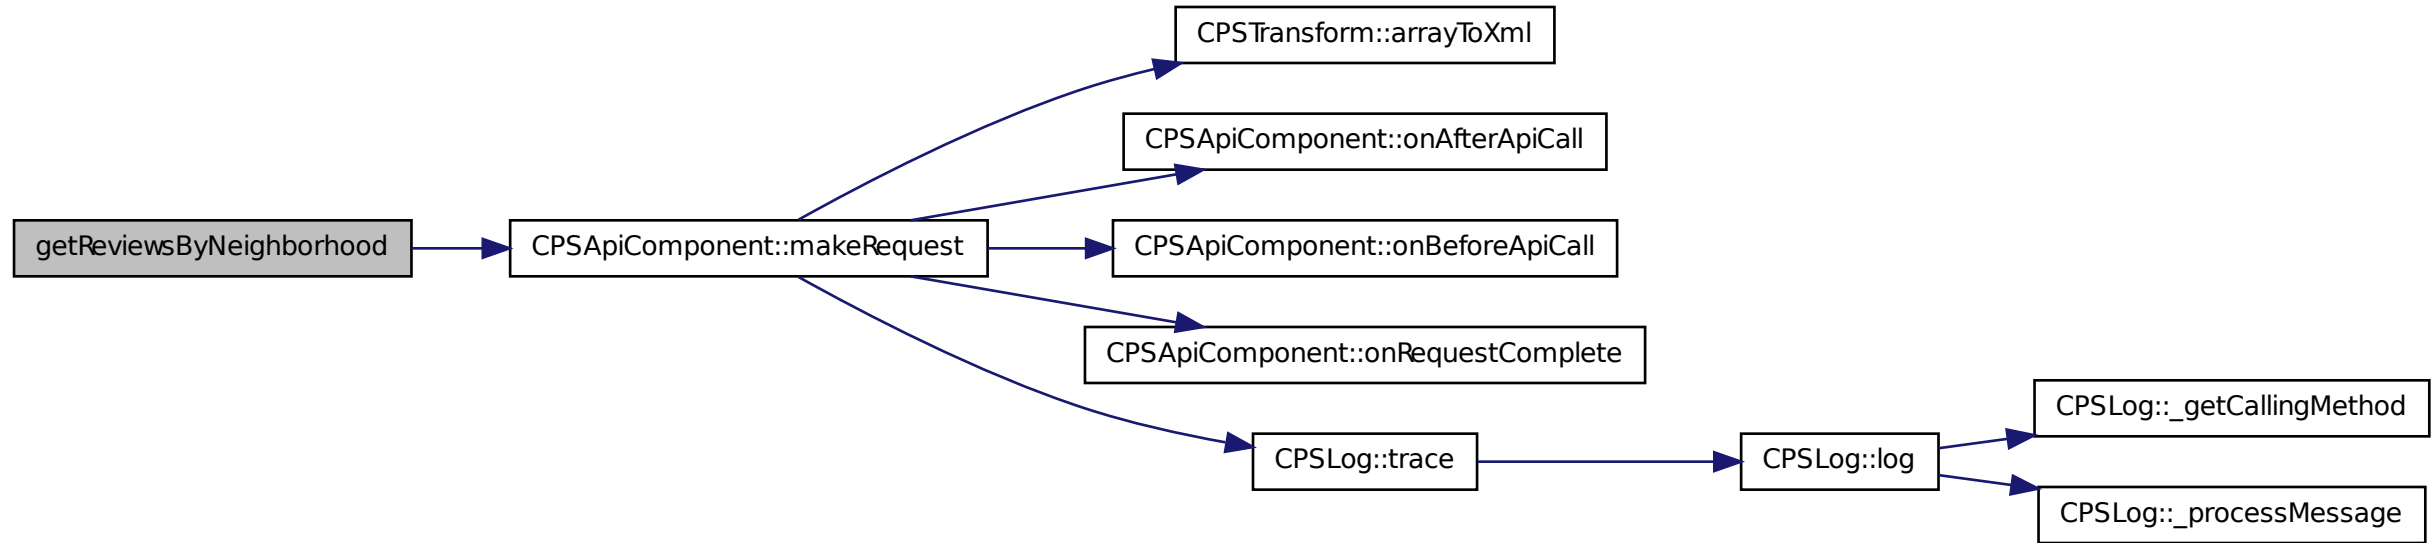 CPSTransform::arrayToXml
CPSApiComponent::onAfterApiCall
getReviewsByNeighborhood
CPSApiComponent::makeRequest
CPSApiComponent::onBeforeApiCall
CPSApiComponent::onRequestComplete
CPSLog::trace
CPSLog::log
CPSLog::_getCallingMethod
CPSLog::_processMessage